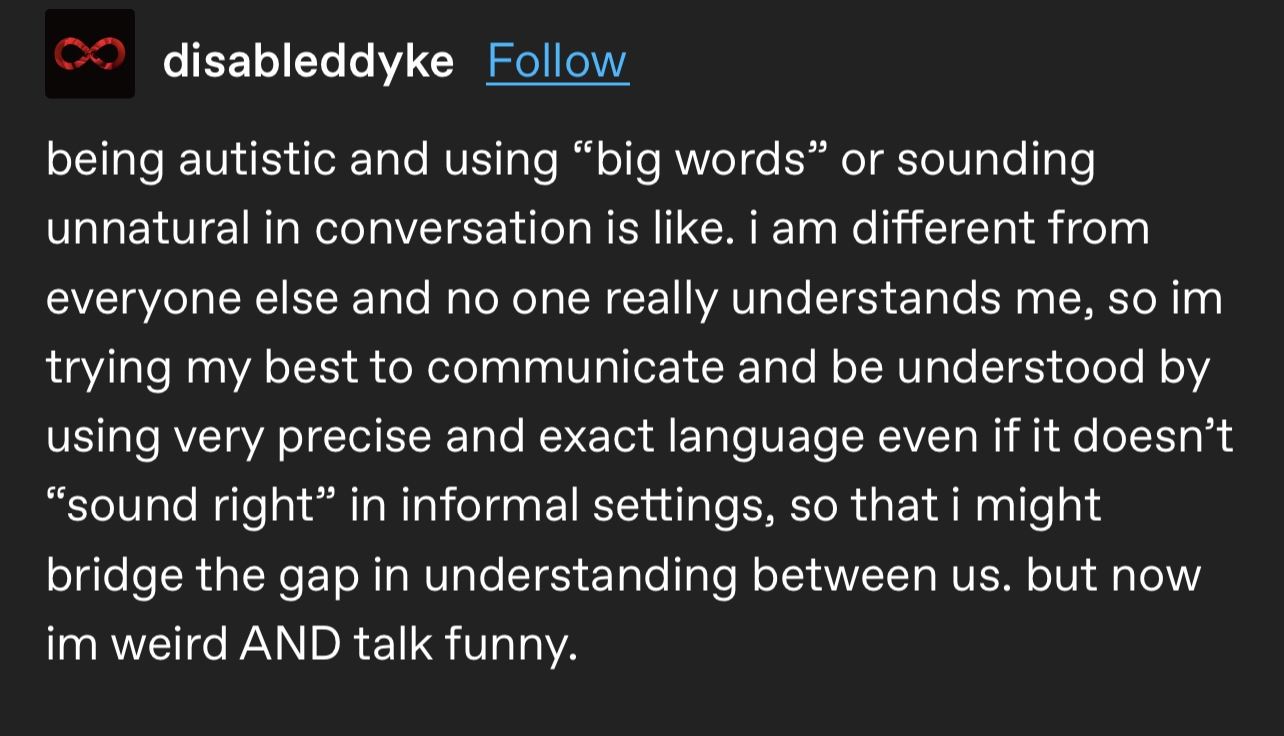 disableddyke Follow
being autistic and using “big words” or sounding
unnatural in conversation is like. i am different from
everyone else and no one really understands me, so im
trying my best to communicate and be understood by
using very precise and exact language even if it doesn’t
“sound right” in informal settings, so that i might
bridge the gap in understanding between us. but now
im weird AND talk funny.